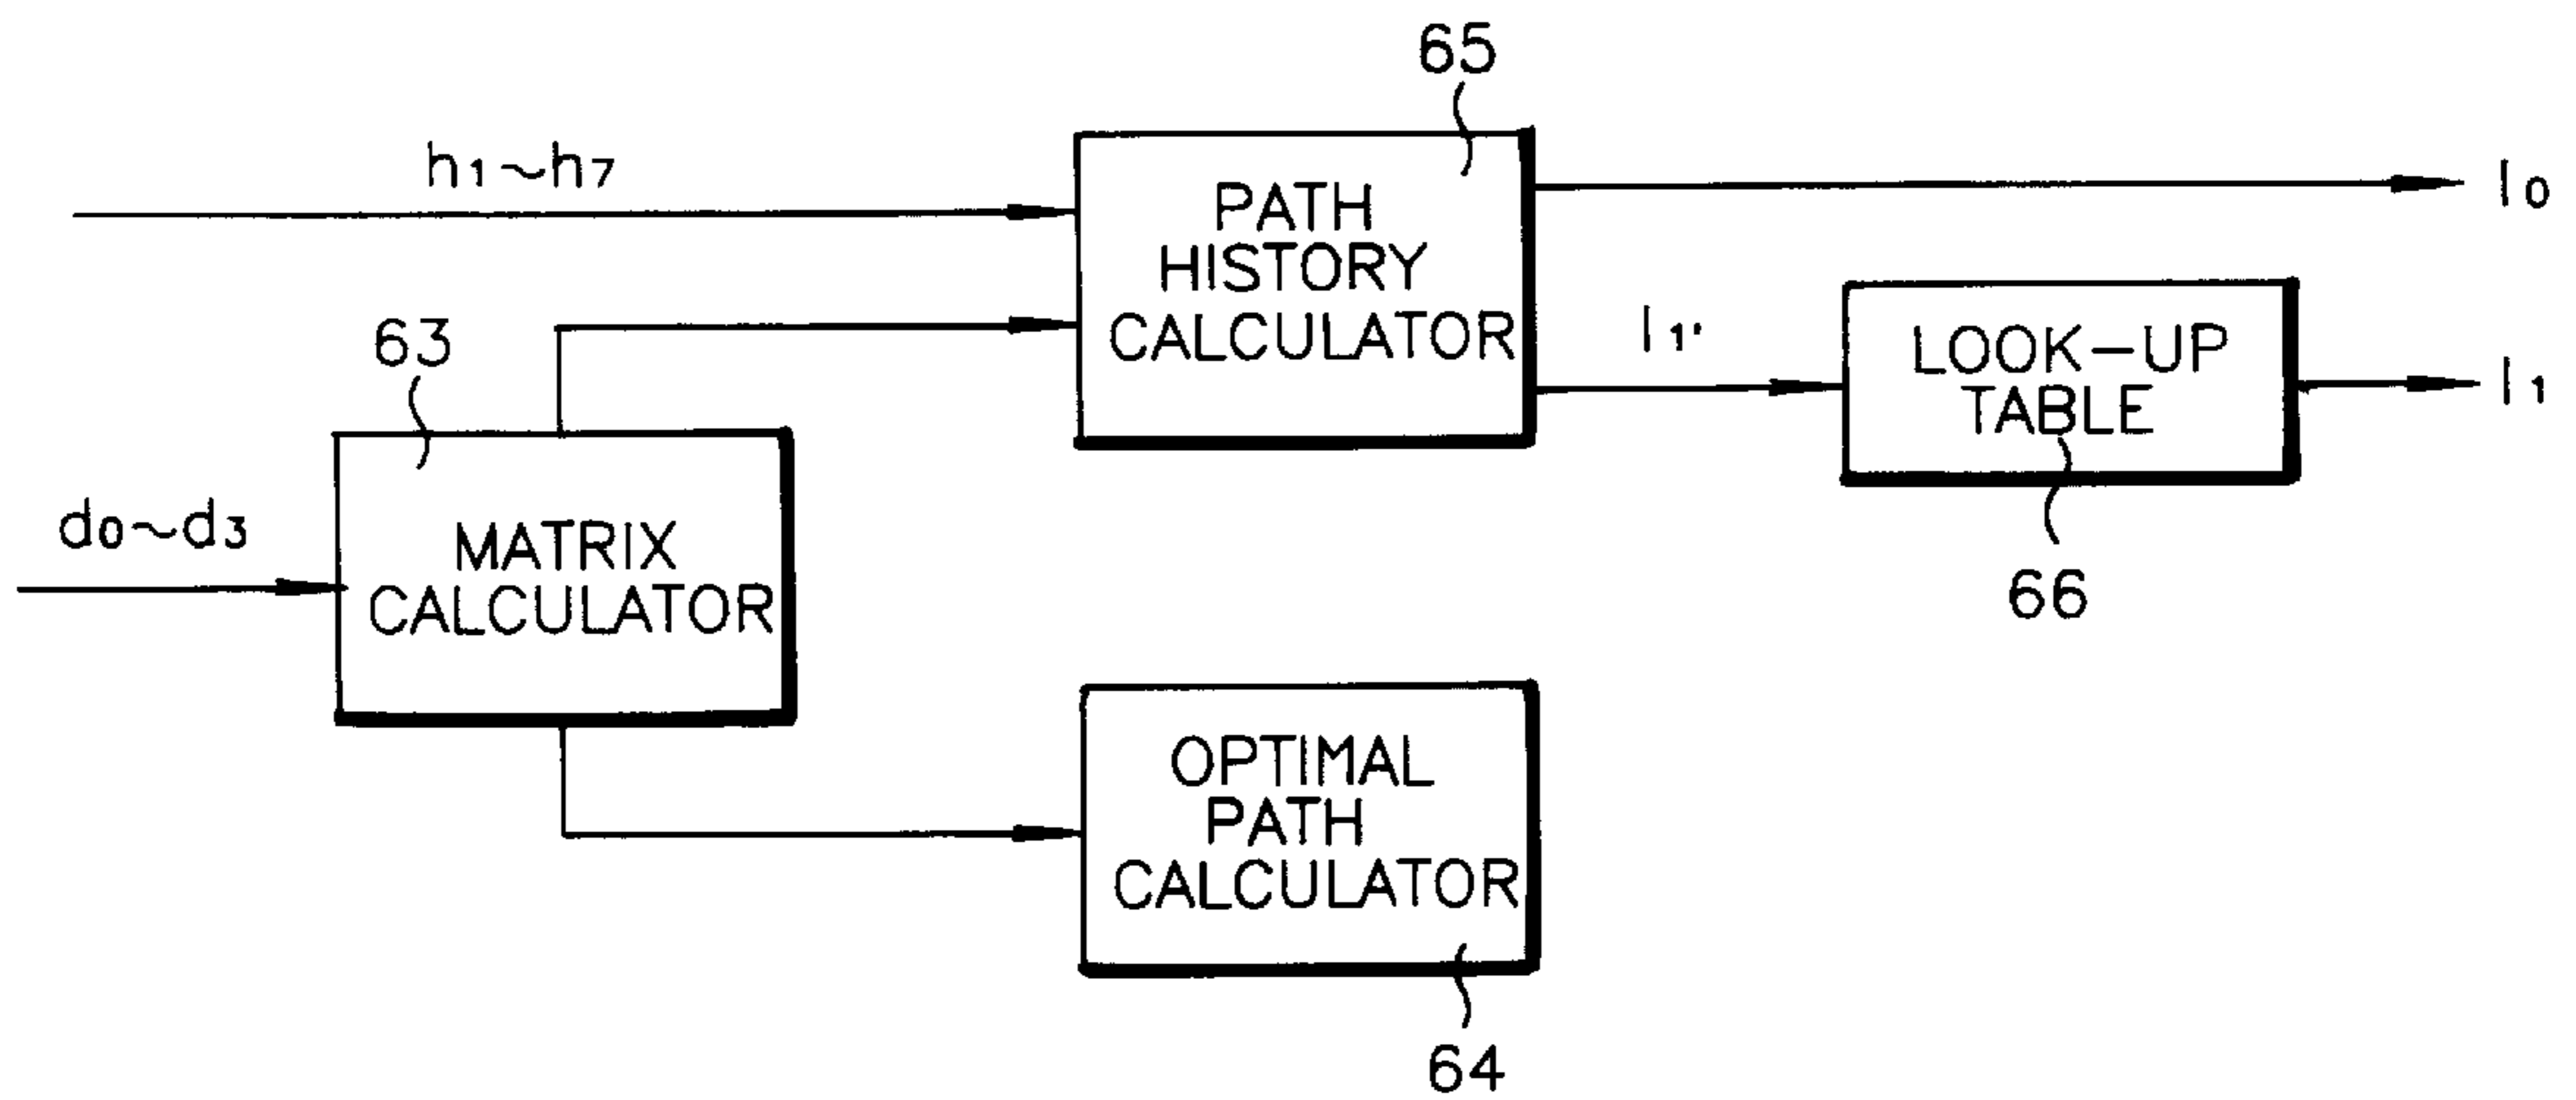 65
h₁~h₇
PATH
HISTORY
CALCULATOR
I₀
63
I₁'
LOOK-UP
TABLE
I₁
d₀~d₃
MATRIX
CALCULATOR
66
OPTIMAL
PATH
CALCULATOR
64